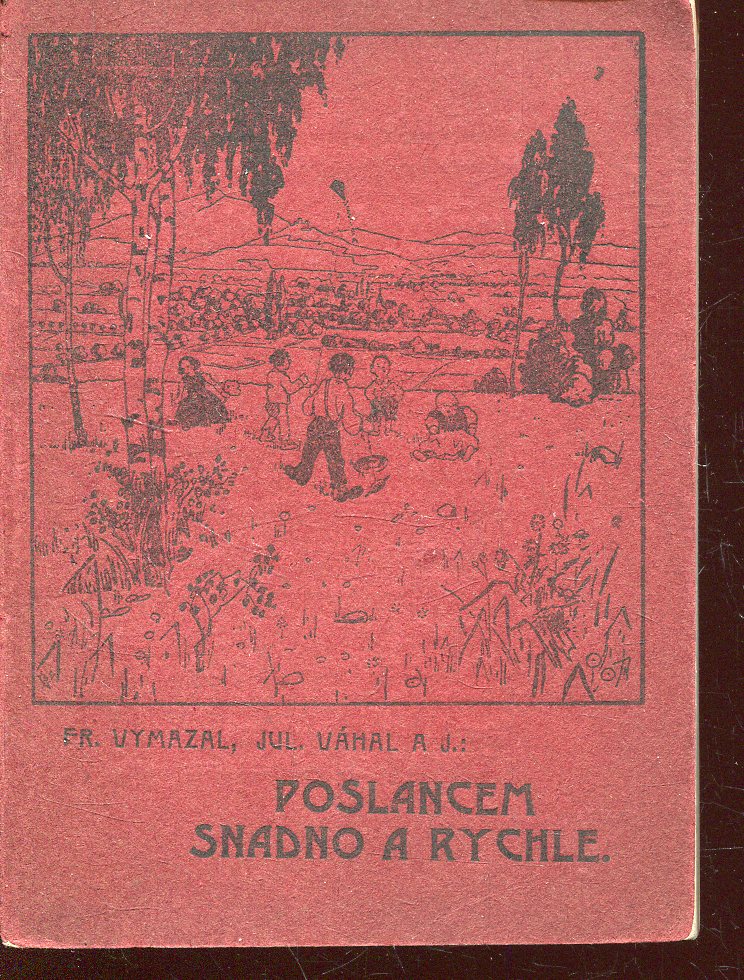 FR. VYMAZAL, JUL. VÁHAL A J.:
POSLANCEM
SNADNO A RYCHLE.